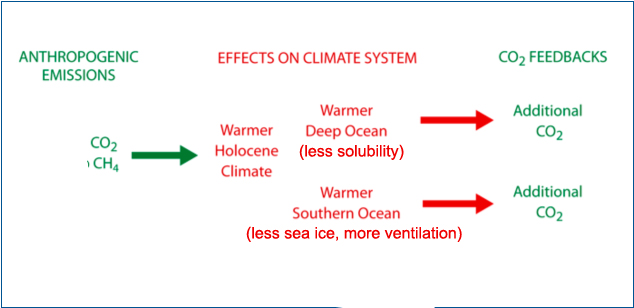 ANTHROPOGENIC
EMISSIONS
EFFECTS ON CLIMATE SYSTEM
CO₂ FEEDBACKS
CO₂
CH₄
Warmer
Holocene
Climate
Warmer
Deep Ocean
(less solubility)
Additional
CO₂
Warmer
Southern Ocean
(less sea ice, more ventilation)
Additional
CO₂